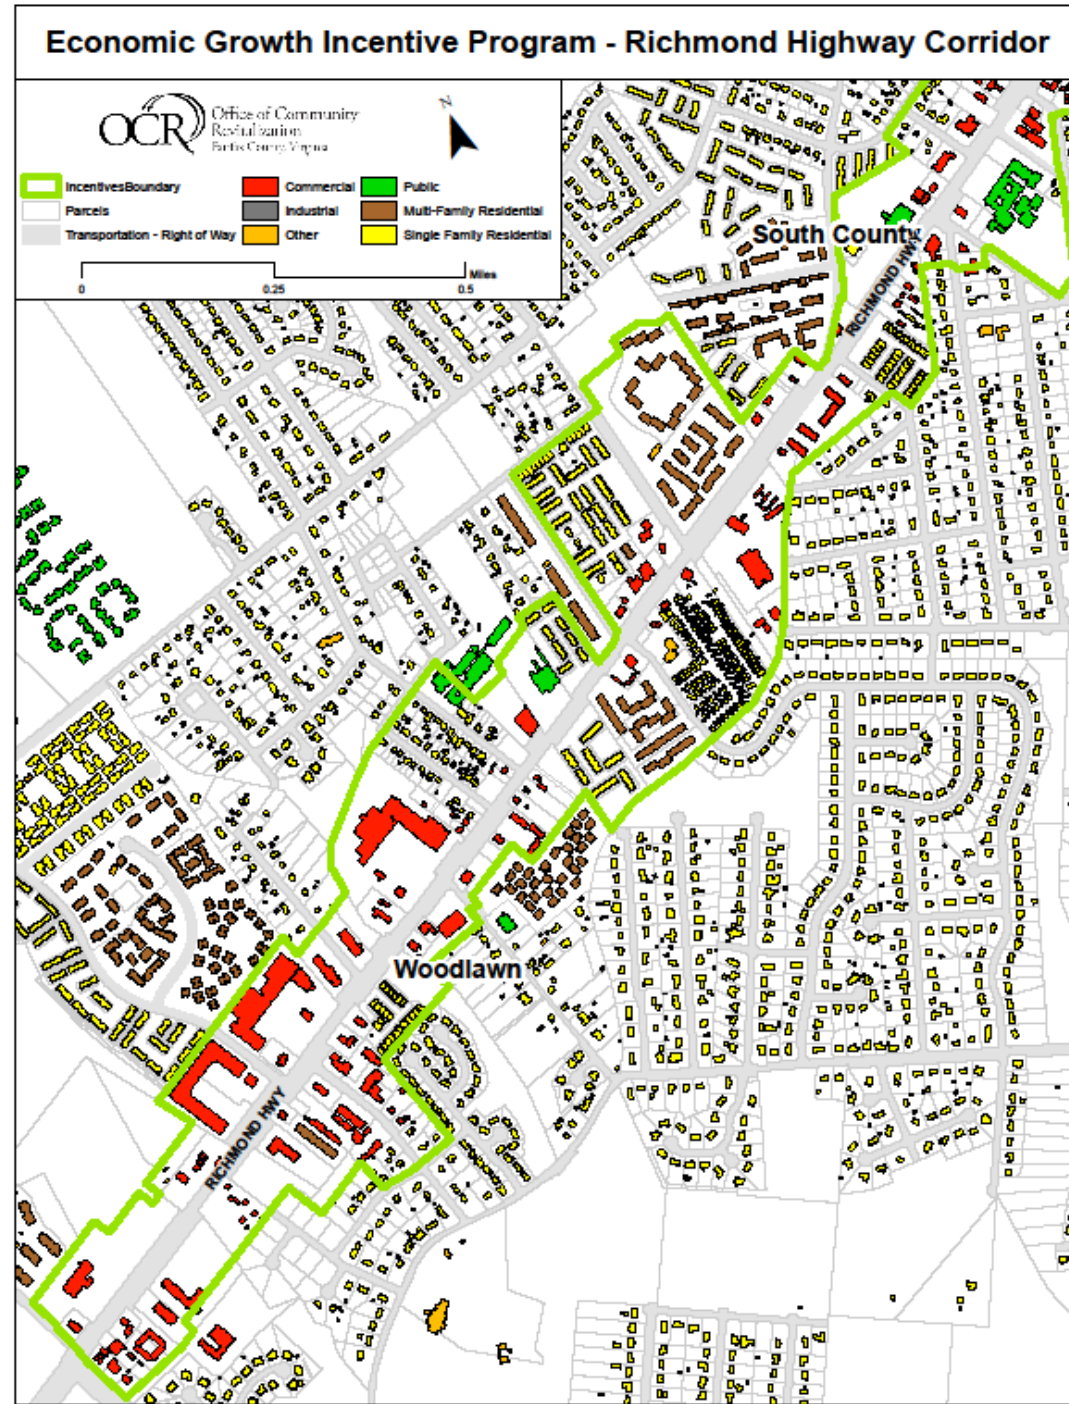 Economic Growth Incentive Program - Richmond Highway Corridor
OCR
Office of Community
Revitalization
Fairfax County, Virginia
N
IncentivesBoundary
Parcels
Transportation - Right of Way
Commercial
Industrial
Other
Public
Multi-Family Residential
Single Family Residential
0
0.25
0.5
Miles
South County
RICHMOND HWY
Woodlawn
RICHMOND HWY